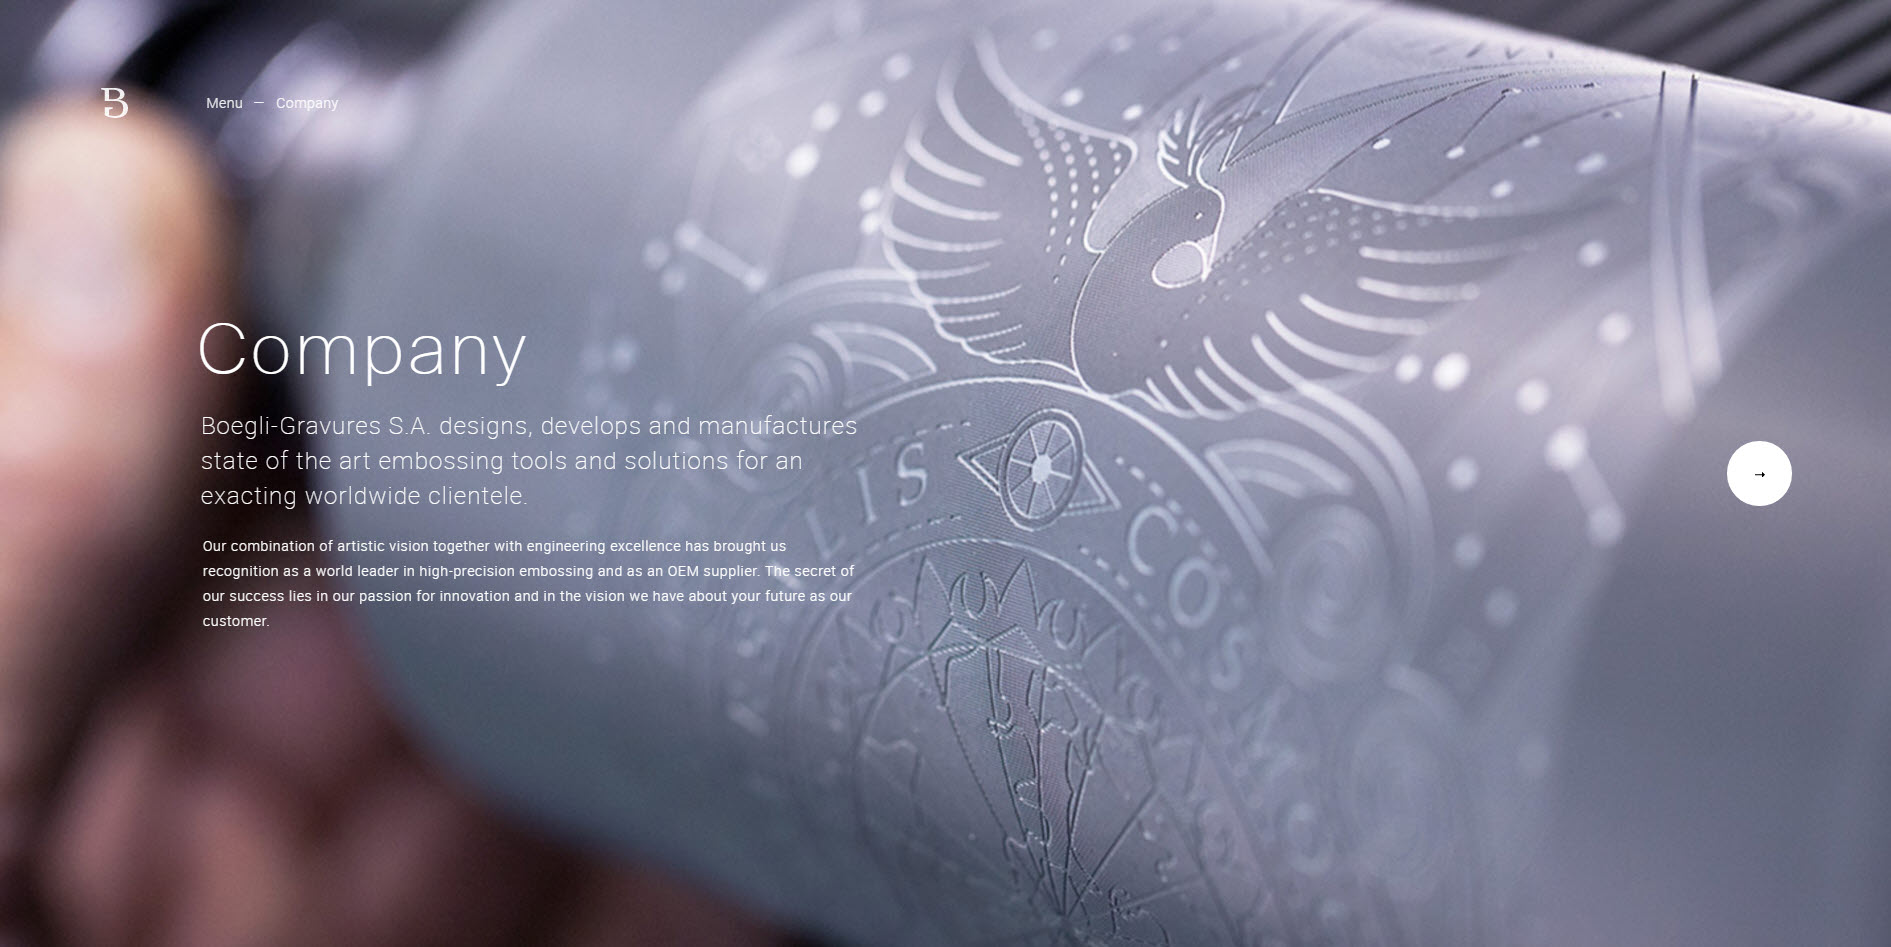 B
Menu — Company
Company
Boegli-Gravures S.A. designs, develops and manufactures
state of the art embossing tools and solutions for an
exacting worldwide clientele.
Our combination of artistic vision together with engineering excellence has brought us
recognition as a world leader in high-precision embossing and as an OEM supplier. The secret of
our success lies in our passion for innovation and in the vision we have about your future as our
customer.
LIS COS